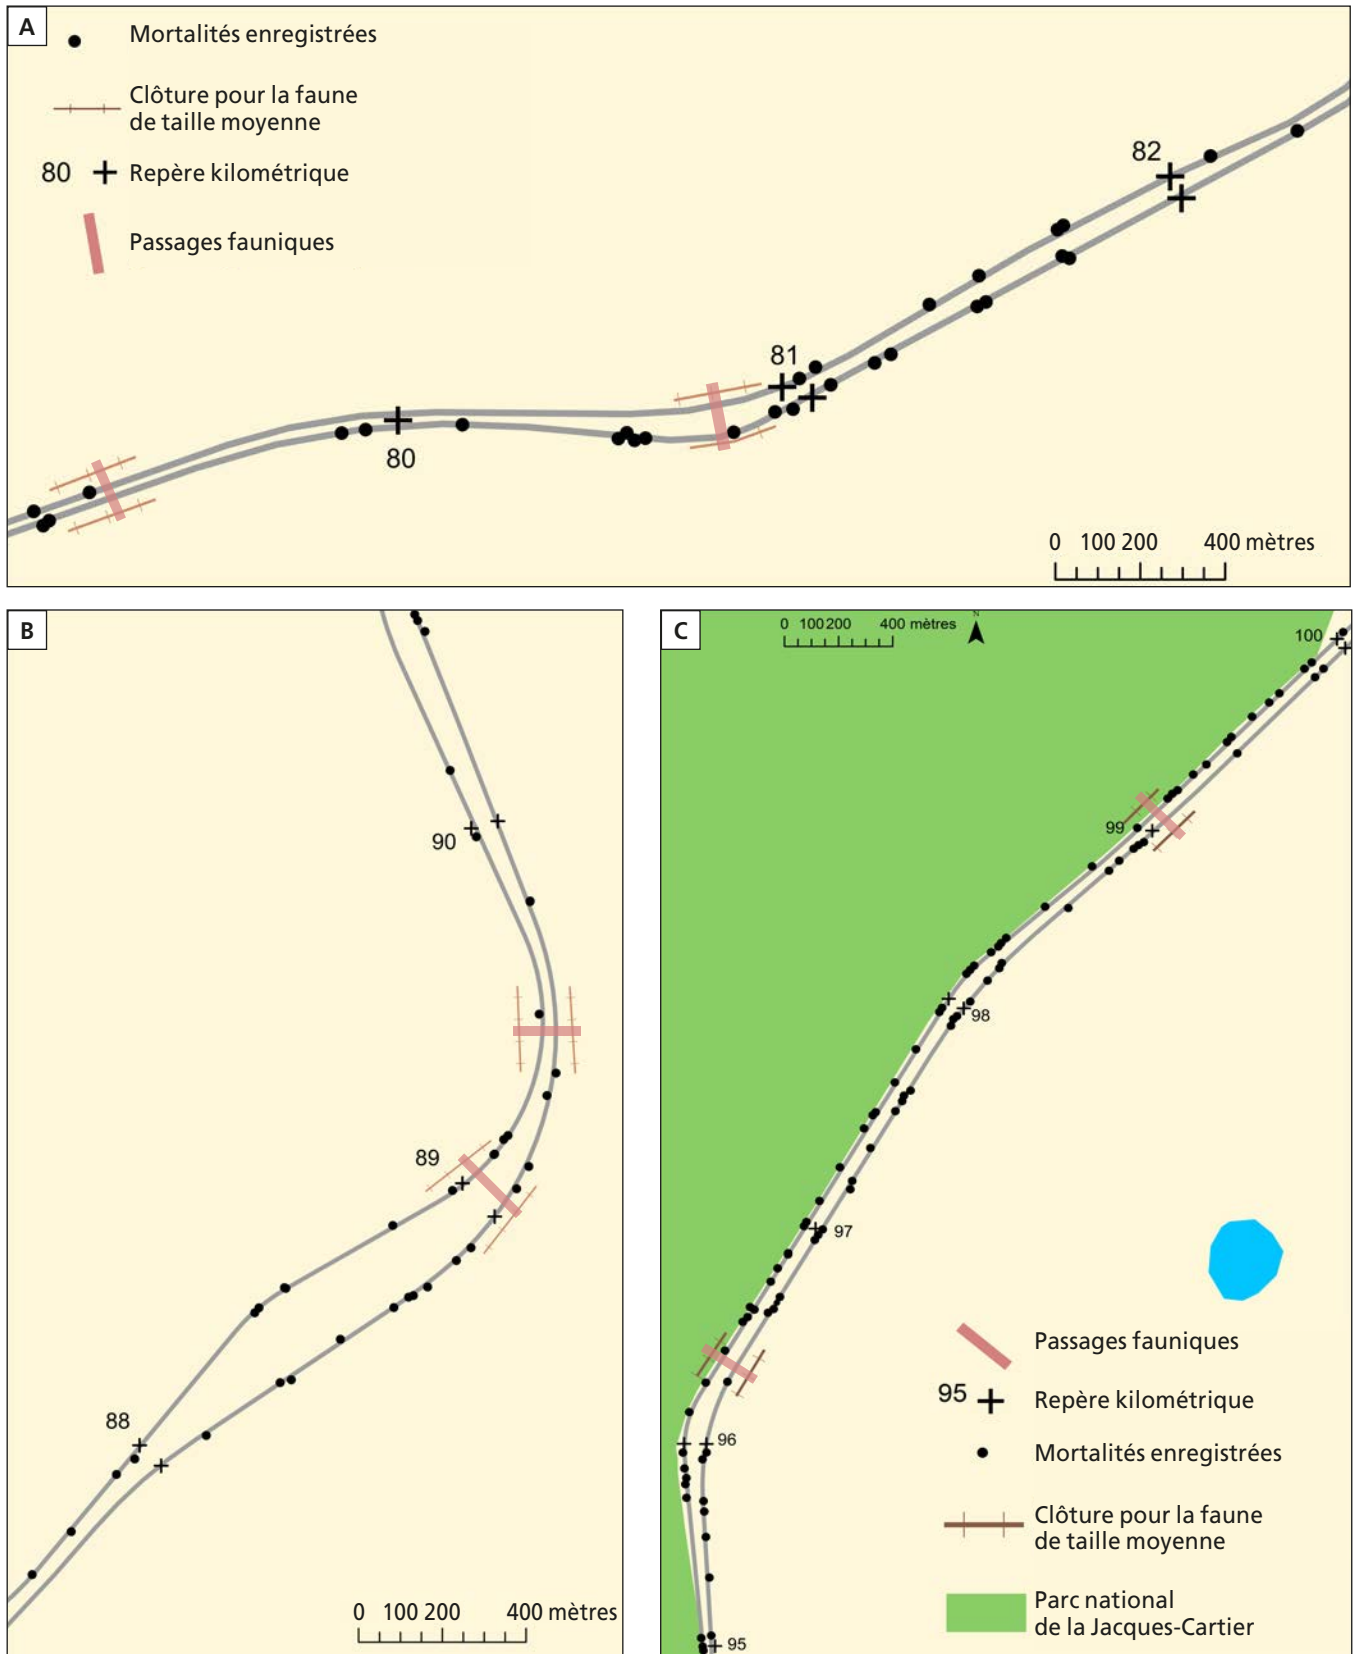 A
Mortalités enregistrées
Clôture pour la faune
de taille moyenne
80 Repère kilométrique
Passages fauniques
82
81
80
0 100 200 400 mètres
B
90
89
88
0 100 200 400 mètres
C
0 100 200 400 mètres
100
99
98
97
96
95
Passages fauniques
95 Repère kilométrique
Mortalités enregistrées
Clôture pour la faune
de taille moyenne
Parc national
de la Jacques-Cartier